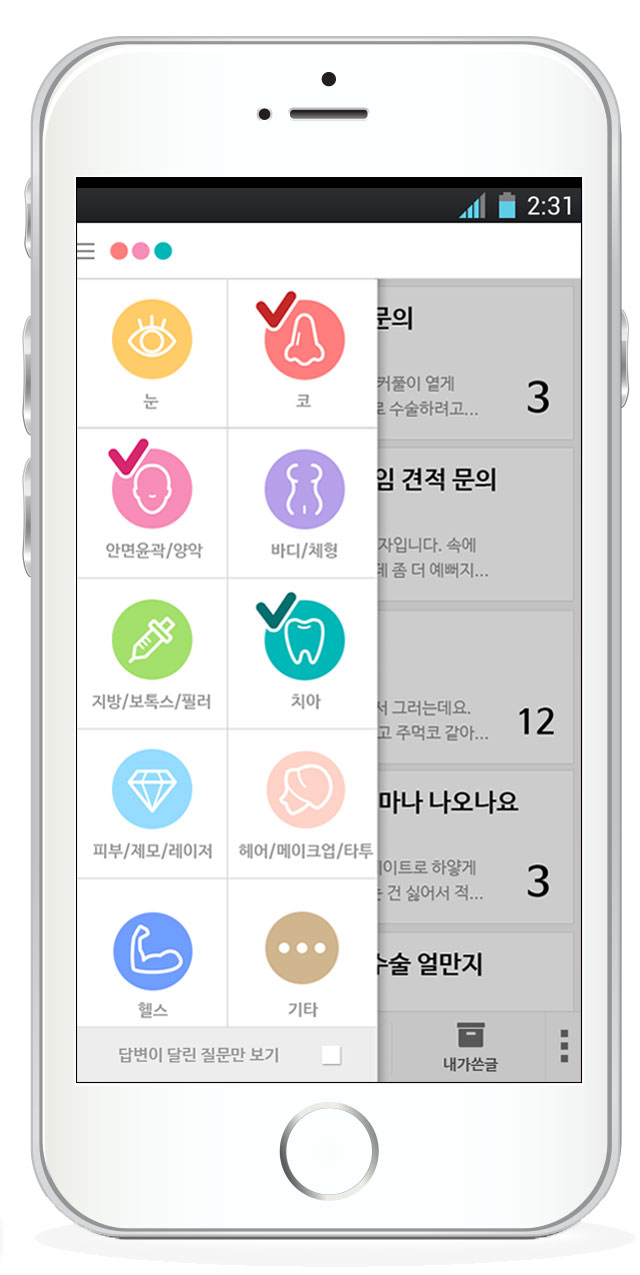 2:31
눈
코
안면윤곽/양악
바디/체형
지방/보톡스/필러
치아
피부/제모/레이저
헤어/메이크업/타투
헬스
기타
답변이 달린 질문만 보기
문의
커풀이 열게
로 수술하려고...
3
임 견적 문의
자입니다. 속에
데 좀 더 예뻐지...
서 그러는데요.
고 주먹코 같아...
12
마나 나오나요
이트로 하얗게
는 건 싫어서 적...
3
수술 얼만지
내가쓴글